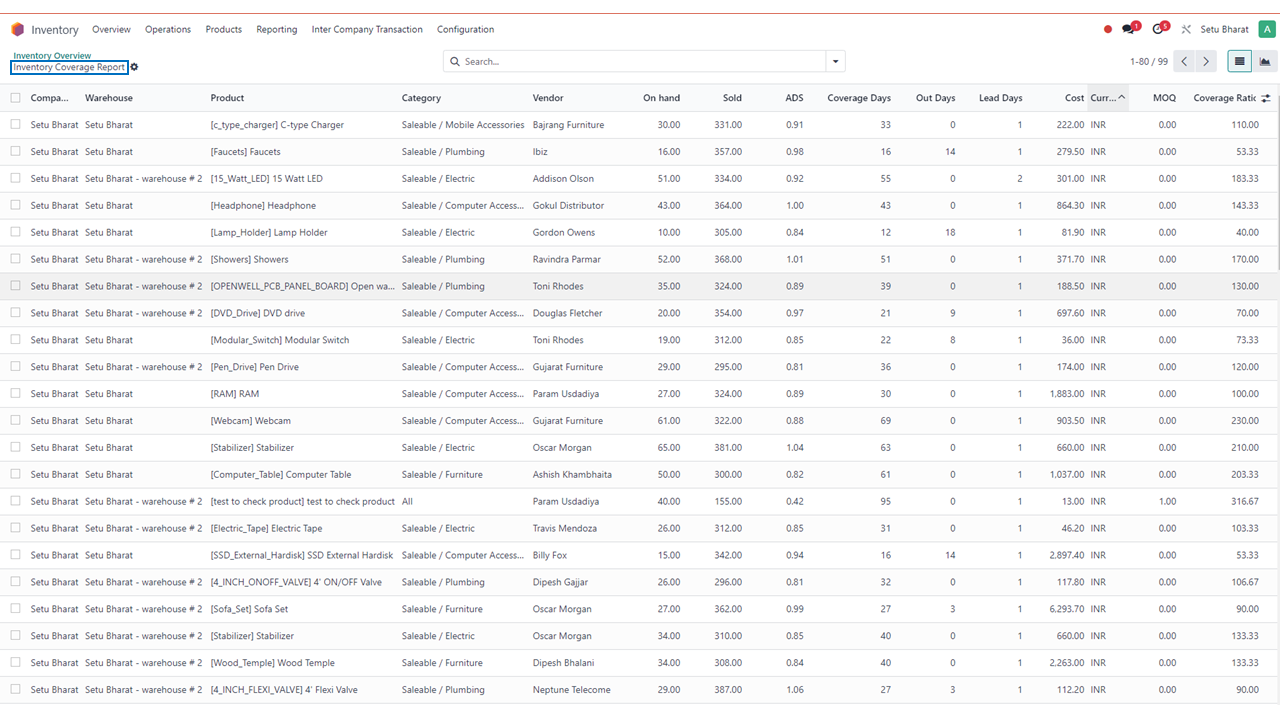 Inventory Overview Operations Products Reporting Inter Company Transaction Configuration 1 5 Setu Bharat A
Inventory Overview
Inventory Coverage Report Search... 1-80 / 99
Compa... Warehouse Product Category Vendor On hand Sold ADS Coverage Days Out Days Lead Days Cost Curr... MOQ Coverage Ratio
Setu Bharat Setu Bharat [c_type_charger] C-type Charger Saleable / Mobile Accessories Bajrang Furniture 30.00 331.00 0.91 33 0 1 222.00 INR 0.00 110.00
Setu Bharat Setu Bharat [Faucets] Faucets Saleable / Plumbing Ibiz 16.00 357.00 0.98 16 14 1 279.50 INR 0.00 53.33
Setu Bharat Setu Bharat - warehouse # 2 [15_Watt_LED] 15 Watt LED Saleable / Electric Addison Olson 51.00 334.00 0.92 55 0 2 301.00 INR 0.00 183.33
Setu Bharat Setu Bharat [Headphone] Headphone Saleable / Computer Access... Gokul Distributor 43.00 364.00 1.00 43 0 1 864.30 INR 0.00 143.33
Setu Bharat Setu Bharat [Lamp_Holder] Lamp Holder Saleable / Electric Gordon Owens 10.00 305.00 0.84 12 18 1 81.90 INR 0.00 40.00
Setu Bharat Setu Bharat - warehouse # 2 [Showers] Showers Saleable / Plumbing Ravindra Parmar 52.00 368.00 1.01 51 0 1 371.70 INR 0.00 170.00
Setu Bharat Setu Bharat - warehouse # 2 [OPENWELL_PCB_PANEL_BOARD] Open wa... Saleable / Plumbing Toni Rhodes 35.00 324.00 0.89 39 0 1 188.50 INR 0.00 130.00
Setu Bharat Setu Bharat - warehouse # 2 [DVD_Drive] DVD drive Saleable / Computer Access... Douglas Fletcher 20.00 354.00 0.97 21 9 1 697.60 INR 0.00 70.00
Setu Bharat Setu Bharat [Modular_Switch] Modular Switch Saleable / Electric Toni Rhodes 19.00 312.00 0.85 22 8 1 36.00 INR 0.00 73.33
Setu Bharat Setu Bharat - warehouse # 2 [Pen_Drive] Pen Drive Saleable / Computer Access... Gujarat Furniture 29.00 295.00 0.81 36 0 1 174.00 INR 0.00 120.00
Setu Bharat Setu Bharat [RAM] RAM Saleable / Computer Access... Param Usdadiya 27.00 324.00 0.89 30 0 1 1,883.00 INR 0.00 100.00
Setu Bharat Setu Bharat [Webcam] Webcam Saleable / Computer Access... Gujarat Furniture 61.00 322.00 0.88 69 0 1 903.50 INR 0.00 230.00
Setu Bharat Setu Bharat [Stabilizer] Stabilizer Saleable / Electric Oscar Morgan 65.00 381.00 1.04 63 0 1 660.00 INR 0.00 210.00
Setu Bharat Setu Bharat [Computer_Table] Computer Table Saleable / Furniture Ashish Khambhaita 50.00 300.00 0.82 61 0 1 1,037.00 INR 0.00 203.33
Setu Bharat Setu Bharat - warehouse # 2 [test to check product] test to check product All Param Usdadiya 40.00 155.00 0.42 95 0 1 13.00 INR 1.00 316.67
Setu Bharat Setu Bharat - warehouse # 2 [Electric_Tape] Electric Tape Saleable / Electric Travis Mendoza 26.00 312.00 0.85 31 0 1 46.20 INR 0.00 103.33
Setu Bharat Setu Bharat [SSD_External_Hardisk] SSD External Hardisk Saleable / Computer Access... Billy Fox 15.00 342.00 0.94 16 14 1 2,897.40 INR 0.00 53.33
Setu Bharat Setu Bharat - warehouse # 2 [4_INCH_ONOFF_VALVE] 4' ON/OFF Valve Saleable / Plumbing Dipesh Gajjar 26.00 296.00 0.81 32 0 1 117.80 INR 0.00 106.67
Setu Bharat Setu Bharat - warehouse # 2 [Sofa_Set] Sofa Set Saleable / Furniture Oscar Morgan 27.00 362.00 0.99 27 3 1 6,293.70 INR 0.00 90.00
Setu Bharat Setu Bharat - warehouse # 2 [Stabilizer] Stabilizer Saleable / Electric Oscar Morgan 34.00 310.00 0.85 40 0 1 660.00 INR 0.00 133.33
Setu Bharat Setu Bharat - warehouse # 2 [Wood_Temple] Wood Temple Saleable / Furniture Dipesh Bhalani 34.00 308.00 0.84 40 0 1 2,263.00 INR 0.00 133.33
Setu Bharat Setu Bharat - warehouse # 2 [4_INCH_FLEXI_VALVE] 4' Flexi Valve Saleable / Plumbing Neptune Telecome 29.00 387.00 1.06 27 3 1 112.20 INR 0.00 90.00